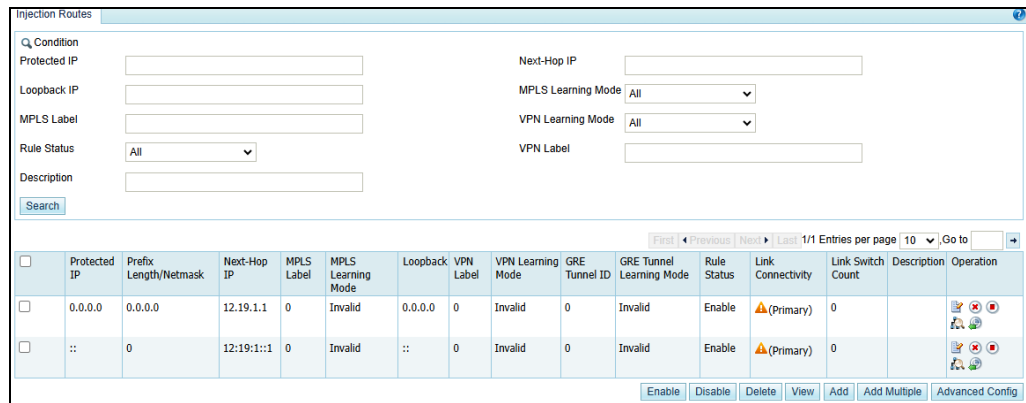 Injection Routes
Condition
Protected IP Next-Hop IP
Loopback IP MPLS Learning Mode All
MPLS Label VPN Learning Mode All
Rule Status All VPN Label
Description
Search
First Previous Next Last 1/1 Entries per page 10 ,Go to
Protected IP Prefix Length/Netmask Next-Hop IP MPLS Label MPLS Learning Mode Loopback VPN Label VPN Learning Mode GRE Tunnel ID GRE Tunnel Learning Mode Rule Status Link Connectivity Link Switch Count Description Operation
0.0.0.0 0.0.0.0 12.19.1.1 0 Invalid 0.0.0.0 0 Invalid 0 Invalid Enable (Primary) 0
:: 0 12:19:1::1 0 Invalid :: 0 Invalid 0 Invalid Enable (Primary) 0
Enable Disable Delete View Add Add Multiple Advanced Config